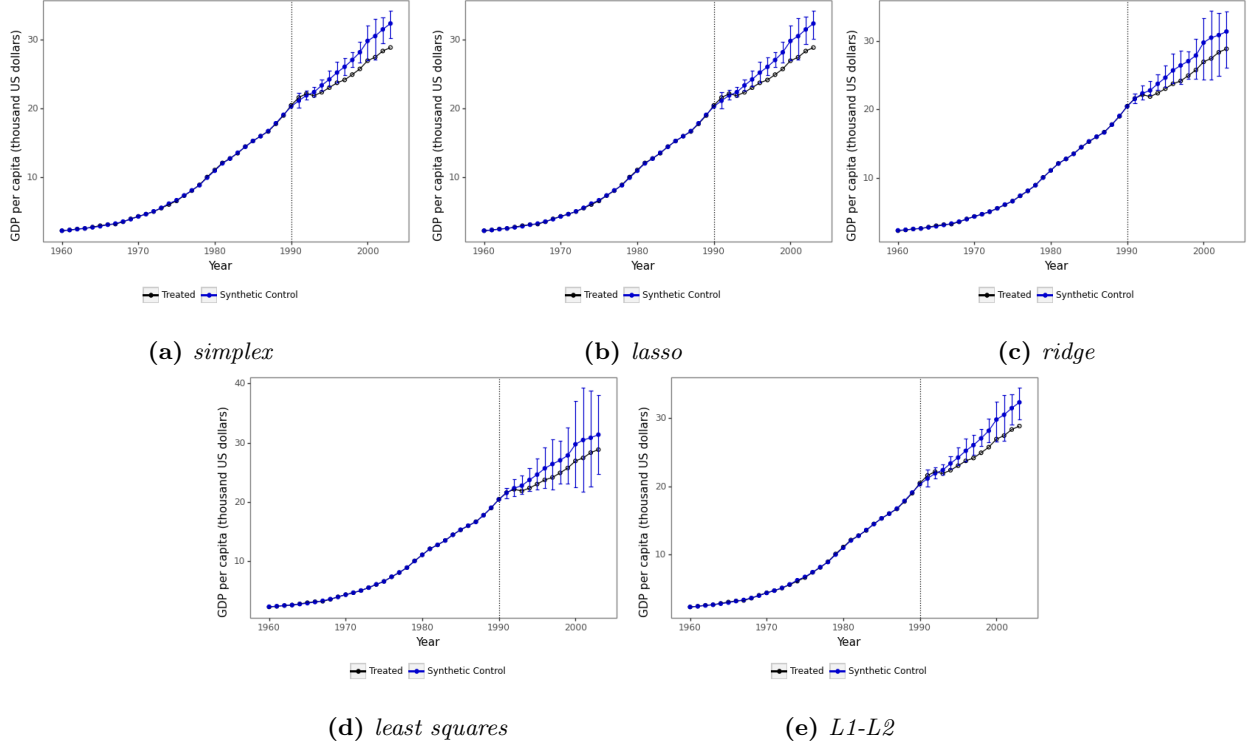 GDP per capita (thousand US dollars)
30
20
10
1960 1970 1980 1990 2000
Year
Treated Synthetic Control
(a) simplex
GDP per capita (thousand US dollars)
30
20
10
1960 1970 1980 1990 2000
Year
Treated Synthetic Control
(b) lasso
GDP per capita (thousand US dollars)
30
20
10
1960 1970 1980 1990 2000
Year
Treated Synthetic Control
(c) ridge
GDP per capita (thousand US dollars)
40
30
20
10
1960 1970 1980 1990 2000
Year
Treated Synthetic Control
(d) least squares
GDP per capita (thousand US dollars)
30
20
10
1960 1970 1980 1990 2000
Year
Treated Synthetic Control
(e) L1-L2